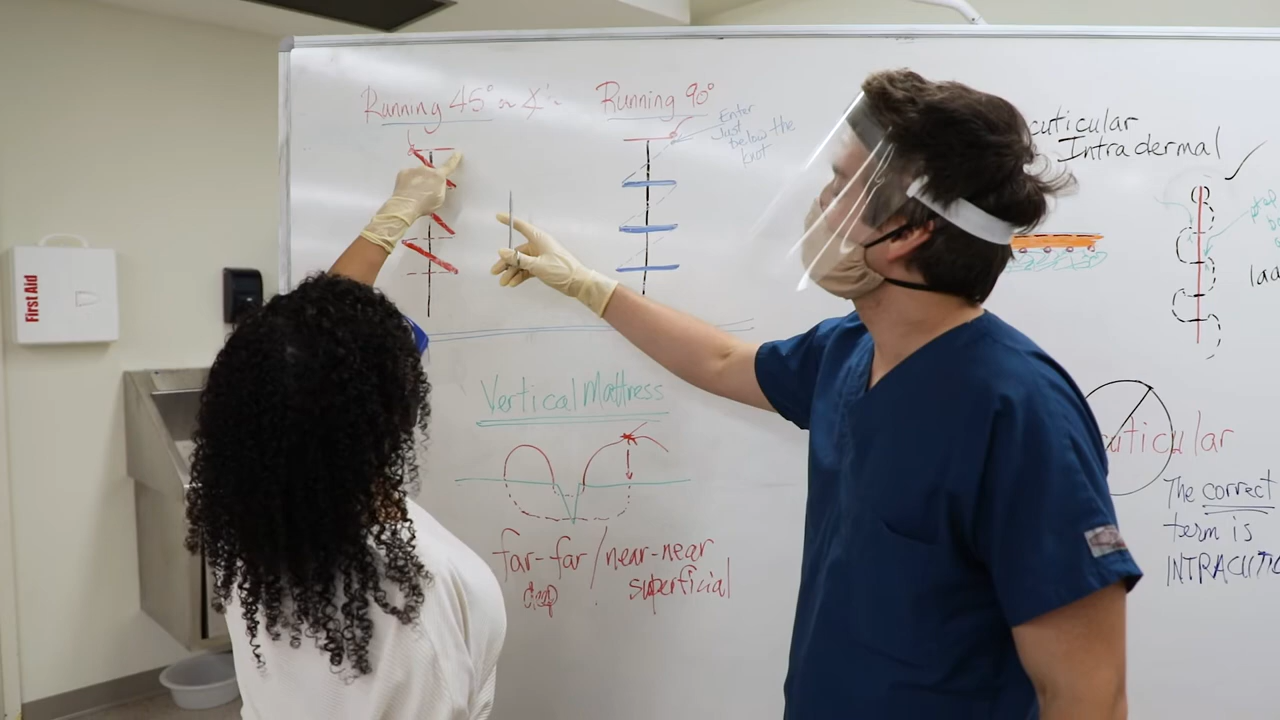 First Aid
Running 45°
Running 90°
Enter
Just
below the
knot
cuticular
Intradermal
Vertical Mattress
far-far / near-near
deep superficial
uticular
The correct
term is
INTRACUTIC